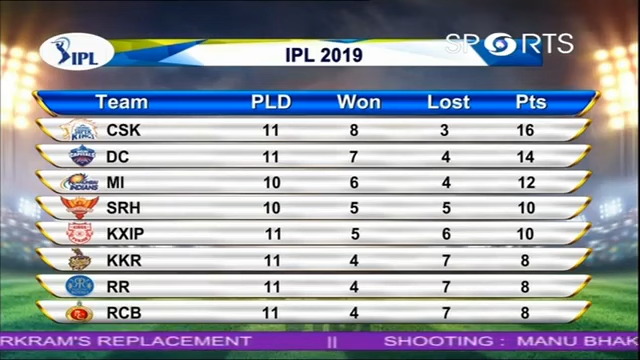 IPL
IPL 2019
SPORTS
Team PLD Won Lost Pts
CSK 11 8 3 16
DC 11 7 4 14
MI 10 6 4 12
SRH 10 5 5 10
KXIP 11 5 6 10
KKR 11 4 7 8
RR 11 4 7 8
RCB 11 4 7 8
RKRAM'S REPLACEMENT || SHOOTING : MANU BHAK